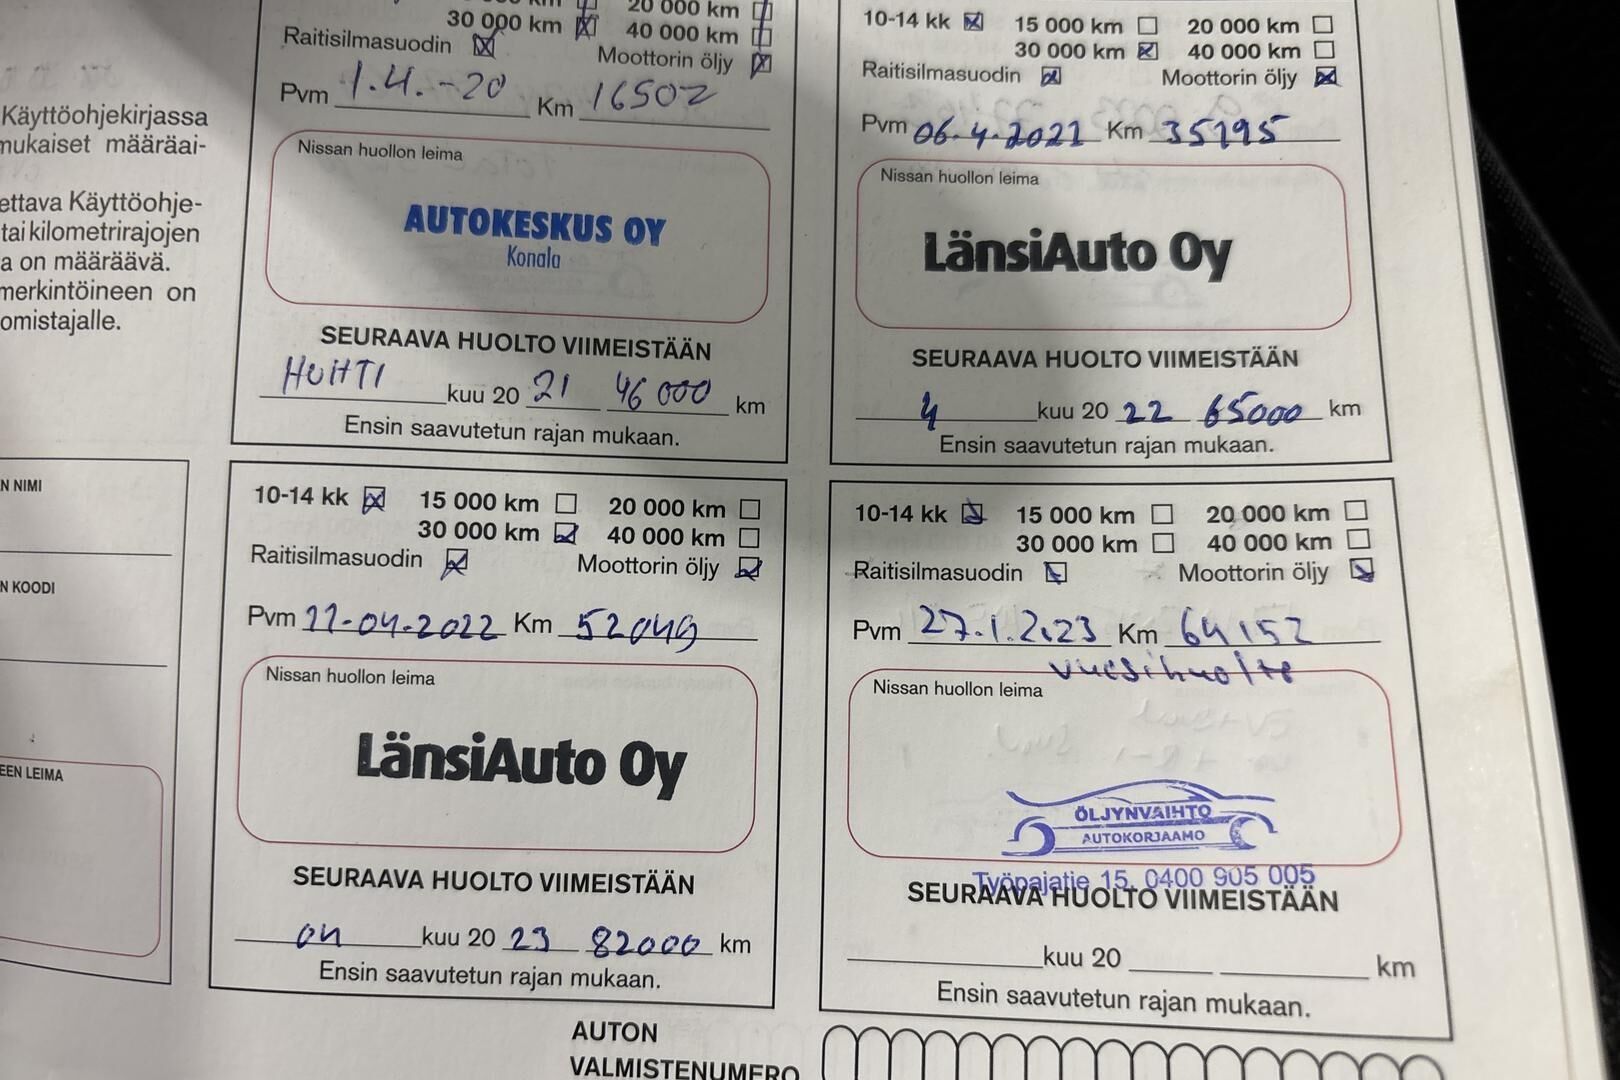 Käyttöohjekirjassa
mukaiset määräai-
ettava Käyttöohje-
tai kilometrirajojen
a on määräävä.
merkintöineen on
omistajalle.
N NIMI
N KOODI
EEN LEIMA
20 000 km
30 000 km 40 000 km
Raitisilmasuodin Moottorin öljy
Pvm 1.4.-20 Km 16502
Nissan huollon leima
AUTOKESKUS OY
Konala
SEURAAVA HUOLTO VIIMEISTÄÄN
HUHTI kuu 20 21 46 000 km
Ensin saavutetun rajan mukaan.
10-14 kk 15 000 km 20 000 km
30 000 km 40 000 km
Raitisilmasuodin Moottorin öljy
Pvm 06.4.2021 Km 35195
Nissan huollon leima
LänsiAuto Oy
SEURAAVA HUOLTO VIIMEISTÄÄN
4 kuu 20 22 65000 km
Ensin saavutetun rajan mukaan.
10-14 kk 15 000 km 20 000 km
30 000 km 40 000 km
Raitisilmasuodin Moottorin öljy
Pvm 11-04-2022 Km 52049
Nissan huollon leima
LänsiAuto Oy
SEURAAVA HUOLTO VIIMEISTÄÄN
04 kuu 20 23 82000 km
Ensin saavutetun rajan mukaan.
10-14 kk 15 000 km 20 000 km
30 000 km 40 000 km
Raitisilmasuodin Moottorin öljy
Pvm 27.1.2023 Km 64152
vuosihuolto
Nissan huollon leima
ÖLJYNVAIHTO
AUTOKORJAAMO
Työpajatie 15, 0400 905 005
SEURAAVA HUOLTO VIIMEISTÄÄN
kuu 20 km
Ensin saavutetun rajan mukaan.
AUTON
VALMISTENUMERO